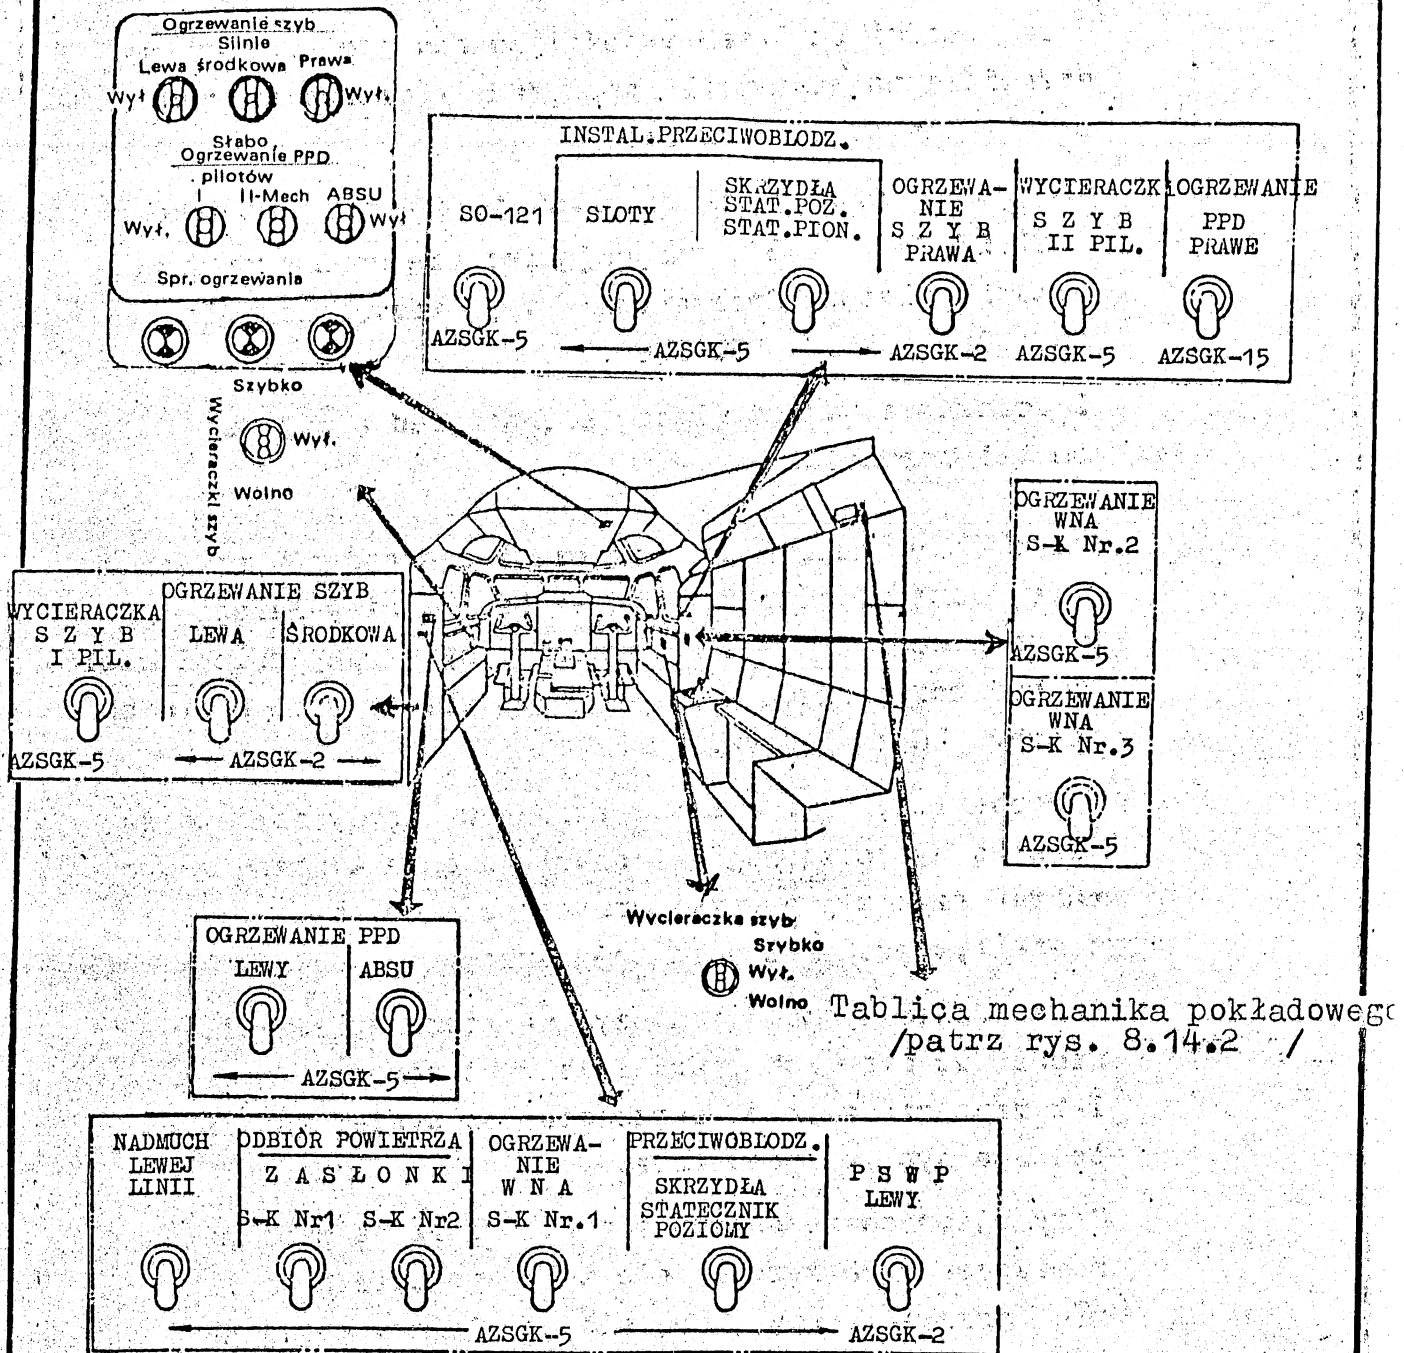 Ogrzewanie szyb
Silnie
Lewa środkowa Prawa
Wył Wył.
Słabo
Ogrzewanie PPD
pilotów
I II-Mech ABSU
Wył. Wył
Spr. ogrzewania
Szybko
Wył.
Wolno
Wycieraczki szyb
INSTAL.PRZECIWOBLODZ.
SO-121
SLOTY
SKRZYDŁA
STAT.POZ.
STAT.PION.
OGRZEWA-
NIE
S Z Y B
PRAWA
WYCIERACZK
S Z Y B
II PIL.
OGRZEWANIE
PPD
PRAWE
AZSGK-5 AZSGK-5 AZSGK-2 AZSGK-5 AZSGK-15
OGRZEWANIE
WNA
S-K Nr.2
AZSGK-5
OGRZEWANIE
WNA
S-K Nr.3
AZSGK-5
WYCIERACZKA
S Z Y B
I PIL.
OGRZEWANIE SZYB
LEWA ŚRODKOWA
AZSGK-5 AZSGK-2
OGRZEWANIE PPD
LEWY ABSU
AZSGK-5
Wycieraczka szyb
Szybko
Wył.
Wolno
Tablica mechanika pokładowego
/patrz rys. 8.14.2 /
NADMUCH
LEWEJ
LINII
ODBIÓR POWIETRZA
Z A S Ł O N K I
S-K Nr1 S-K Nr2
OGRZEWA-
NIE
W N A
S-K Nr.1
PRZECIWOBLODZ.
SKRZYDŁA
STATECZNIK
POZIOMY
P S W P
LEWY
AZSGK-5 AZSGK-2